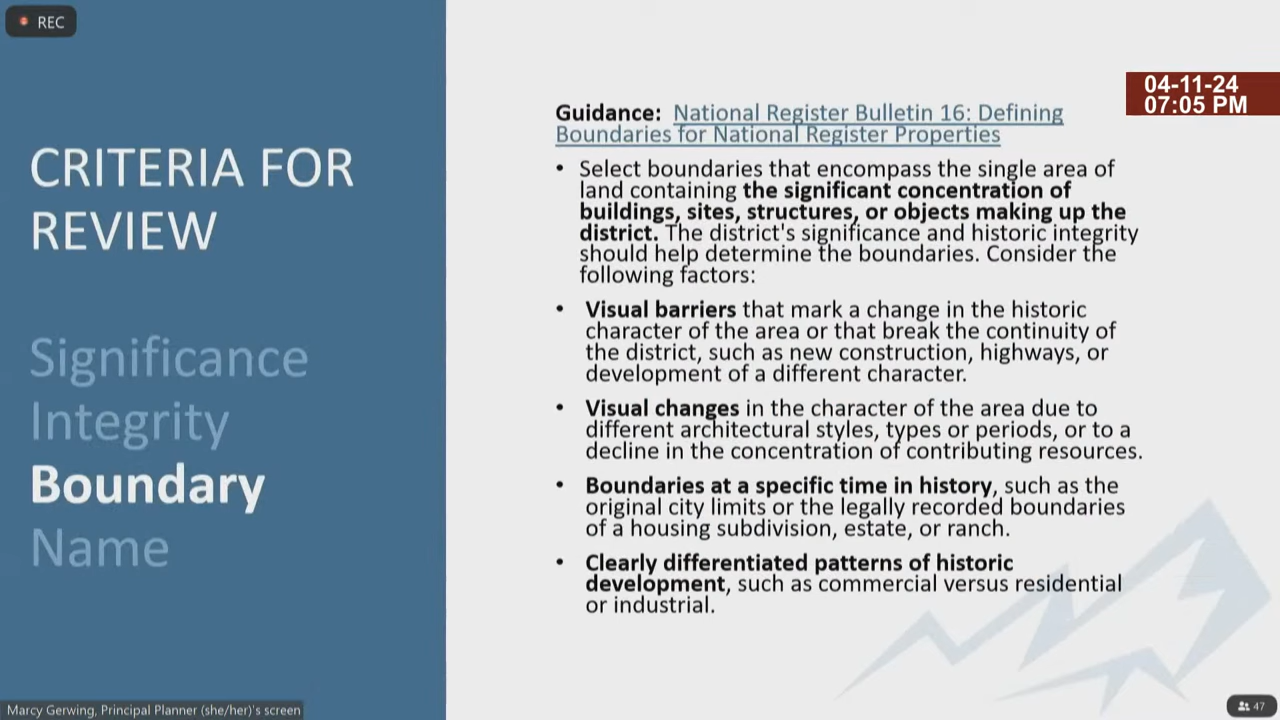 REC
04-11-24
07:05 PM
CRITERIA FOR
REVIEW
Significance
Integrity
Boundary
Name
Guidance: National Register Bulletin 16: Defining
Boundaries for National Register Properties
• Select boundaries that encompass the single area of
land containing the significant concentration of
buildings, sites, structures, or objects making up the
district. The district's significance and historic integrity
should help determine the boundaries. Consider the
following factors:
• Visual barriers that mark a change in the historic
character of the area or that break the continuity of
the district, such as new construction, highways, or
development of a different character.
• Visual changes in the character of the area due to
different architectural styles, types or periods, or to a
decline in the concentration of contributing resources.
• Boundaries at a specific time in history, such as the
original city limits or the legally recorded boundaries
of a housing subdivision, estate, or ranch.
• Clearly differentiated patterns of historic
development, such as commercial versus residential
or industrial.
Marcy Gerwing, Principal Planner (she/her)'s screen
47